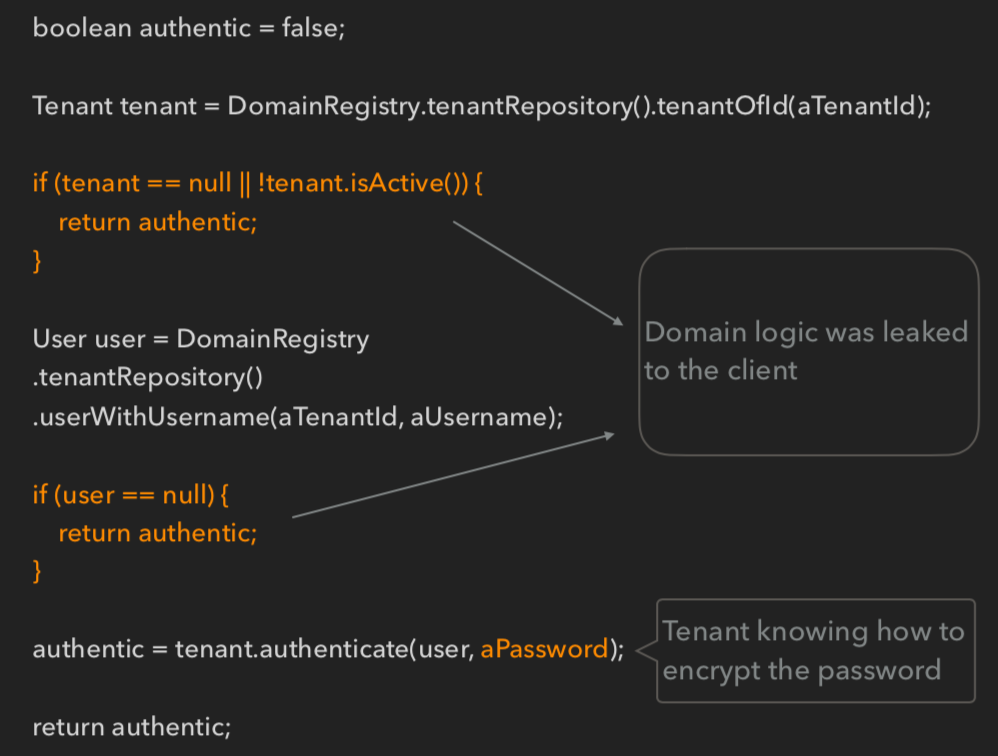 boolean authentic = false;
Tenant tenant = DomainRegistry.tenantRepository().tenantOfId(aTenantId);
if (tenant == null || !tenant.isActive()) {
return authentic;
}
Domain logic was leaked
to the client
User user = DomainRegistry
.tenantRepository()
.userWithUsername(aTenantId, aUsername);
if (user == null) {
return authentic;
}
authentic = tenant.authenticate(user, aPassword);
Tenant knowing how to
encrypt the password
return authentic;